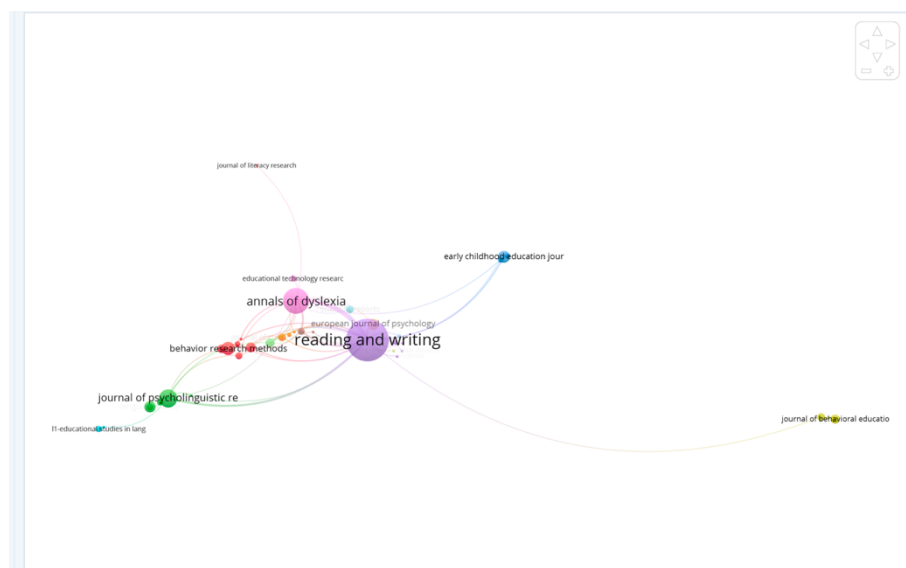 journal of literacy research
early childhood education jour
educational technology researc
annals of dyslexia
european journal of psychology
reading and writing
behavior research methods
journal of psycholinguistic re
journal of behavioral educatio
l1-educational studies in lang